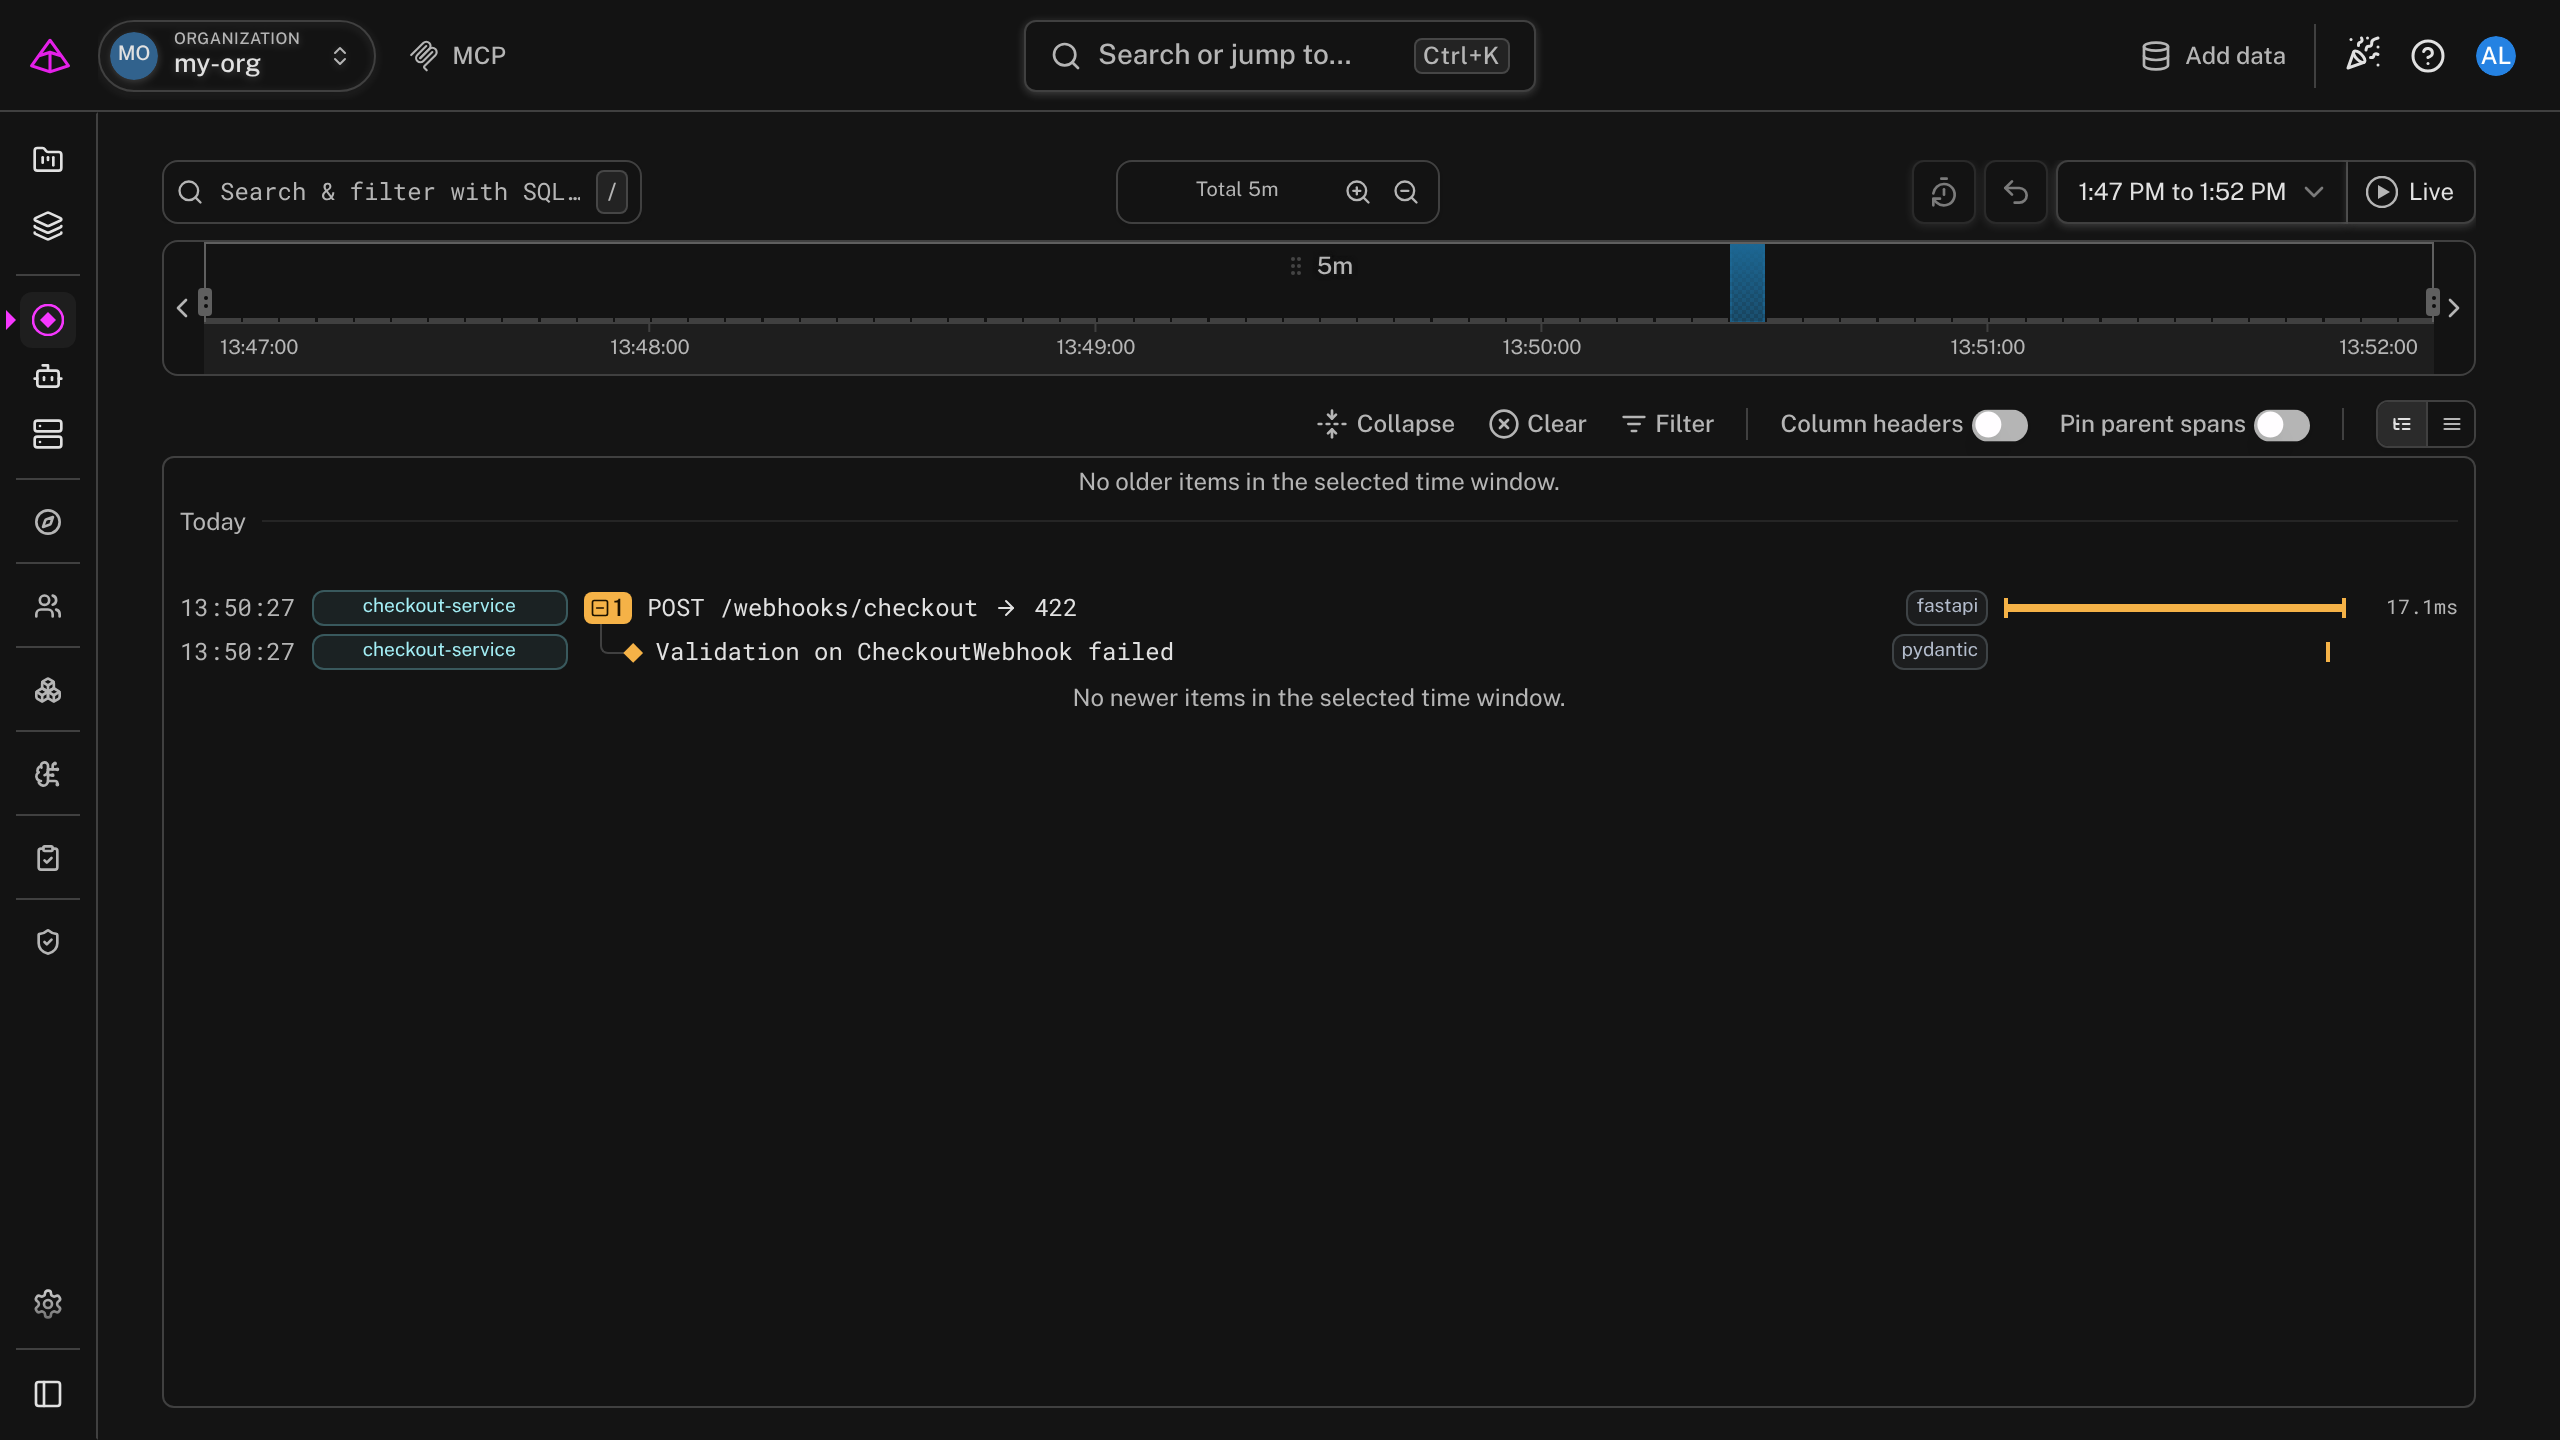 MO
ORGANIZATION
my-org
MCP
Search or jump to...
Ctrl+K
Add data
AL
Search & filter with SQL…
/
Total 5m
1:47 PM to 1:52 PM
Live
5m
13:47:00
13:48:00
13:49:00
13:50:00
13:51:00
13:52:00
Collapse
Clear
Filter
Column headers
Pin parent spans
No older items in the selected time window.
Today
13:50:27 checkout-service 1 POST /webhooks/checkout → 422 fastapi 17.1ms
13:50:27 checkout-service Validation on CheckoutWebhook failed pydantic
No newer items in the selected time window.